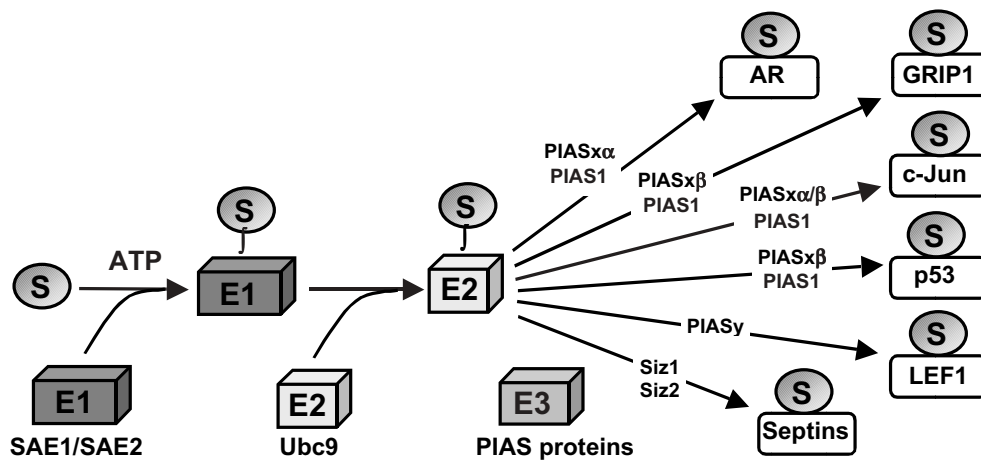 S
AR
S
GRIP1
PIASxα
PIAS1
S
c-Jun
PIASxβ
PIAS1
PIASxα/β
PIAS1
S
S
ATP
S
E1
E2
PIASxβ
PIAS1
S
p53
PIASy
S
LEF1
Siz1
Siz2
S
Septins
E1
SAE1/SAE2
E2
Ubc9
E3
PIAS proteins